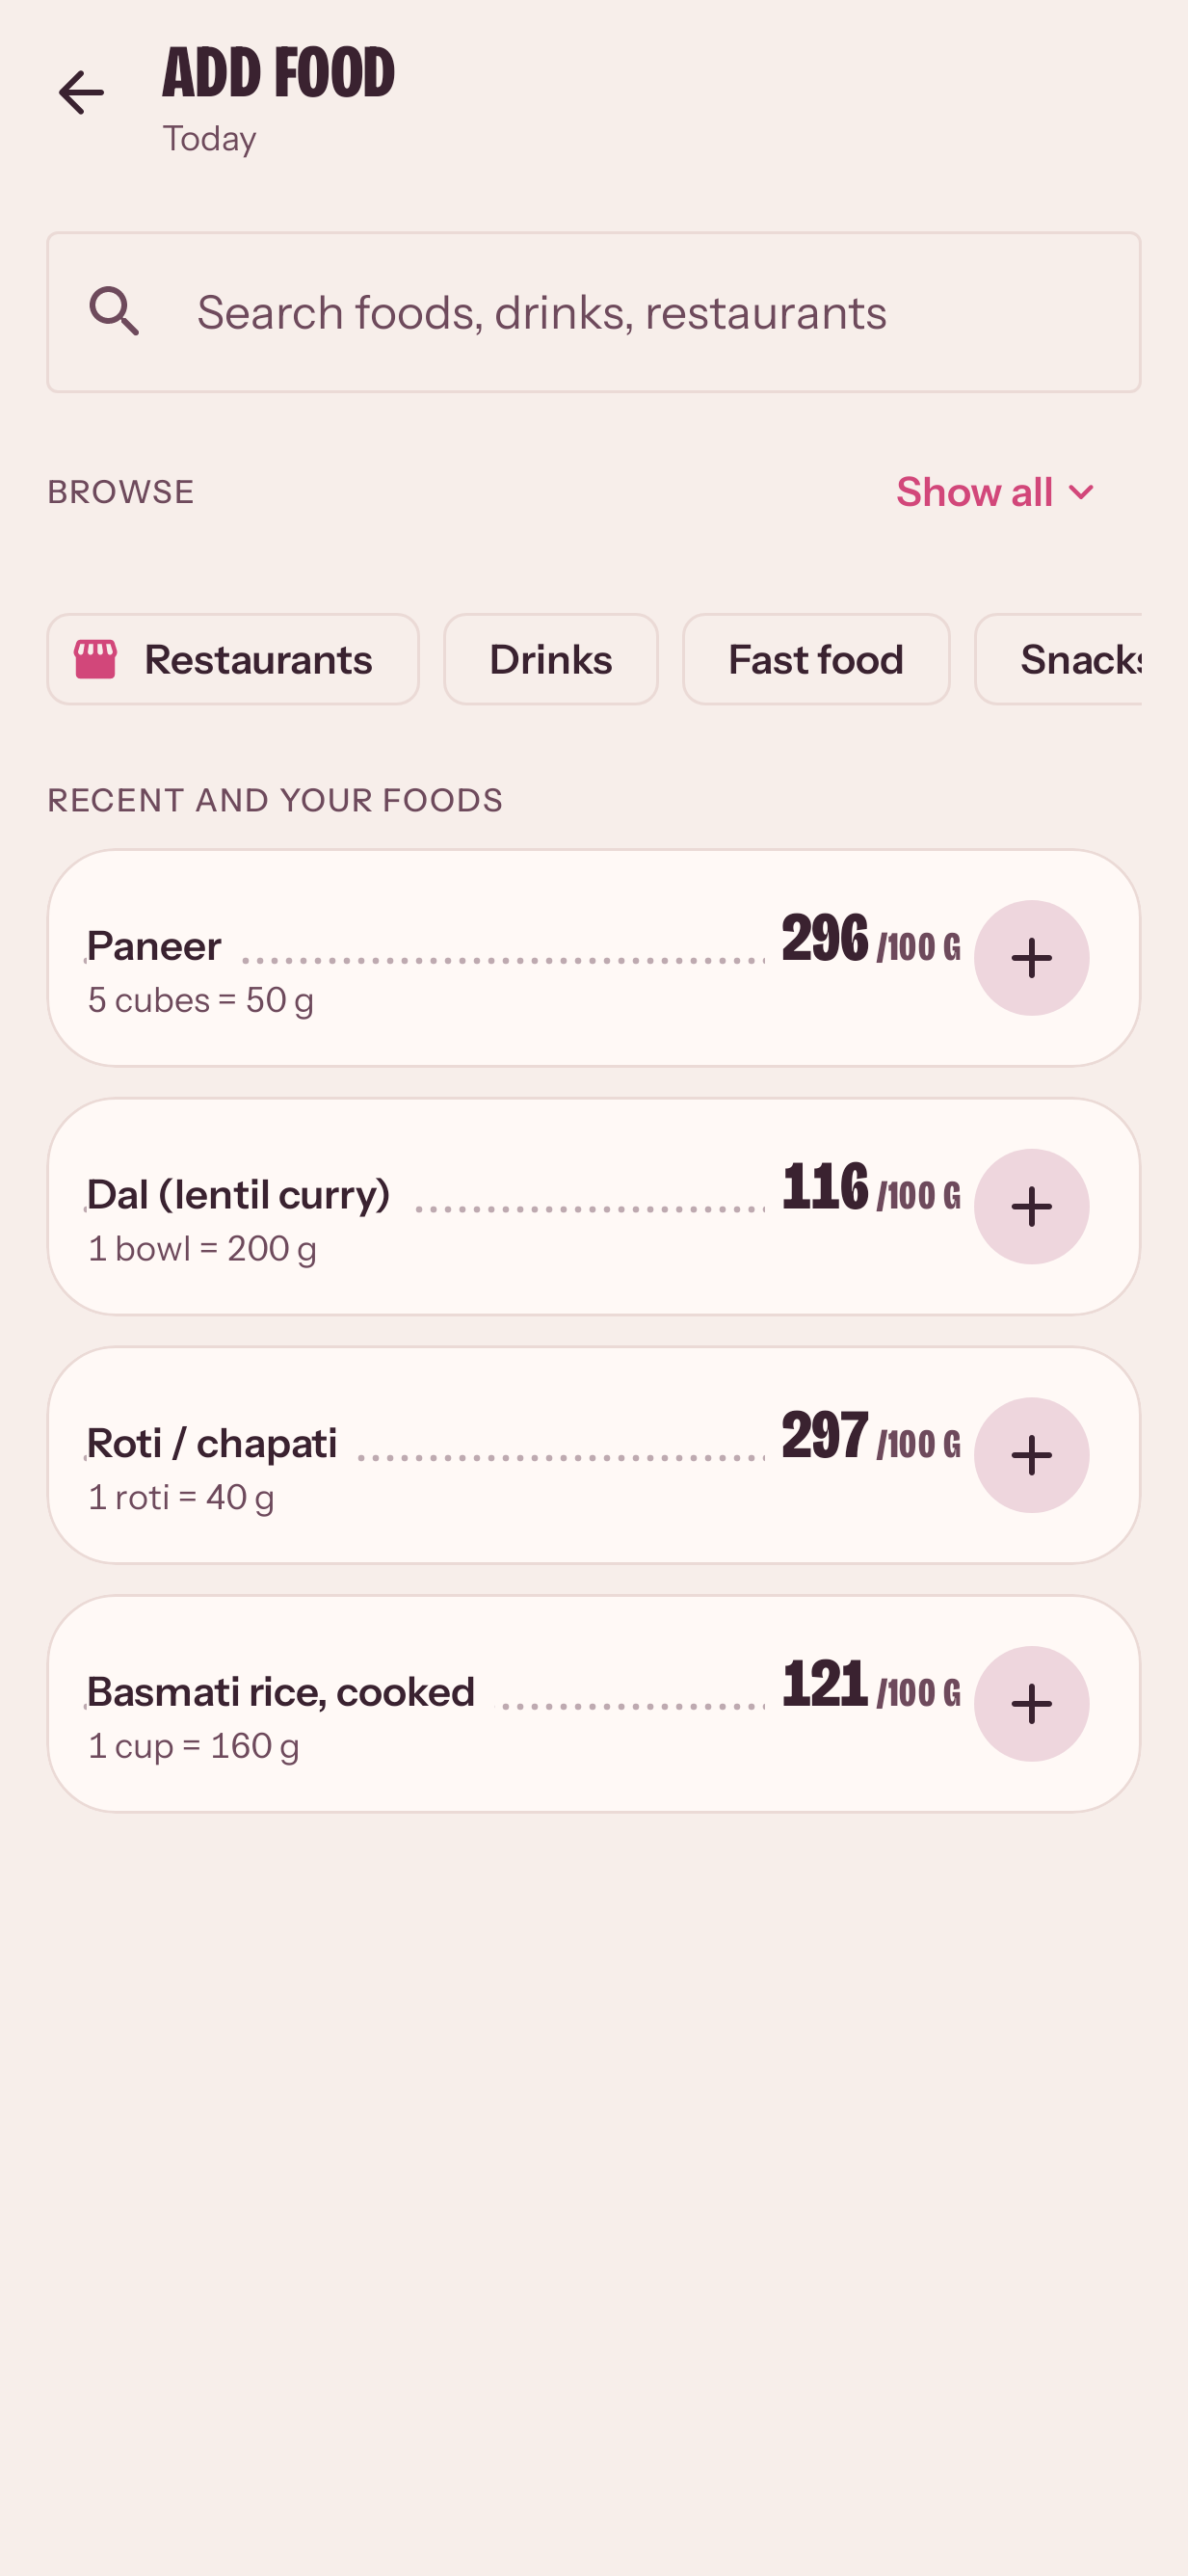 ADD FOOD
Today
Search foods, drinks, restaurants
BROWSE
Show all
Restaurants
Drinks
Fast food
Snacks
RECENT AND YOUR FOODS
Paneer 296 /100 G
5 cubes = 50 g
Dal (lentil curry) 116 /100 G
1 bowl = 200 g
Roti / chapati 297 /100 G
1 roti = 40 g
Basmati rice, cooked 121 /100 G
1 cup = 160 g